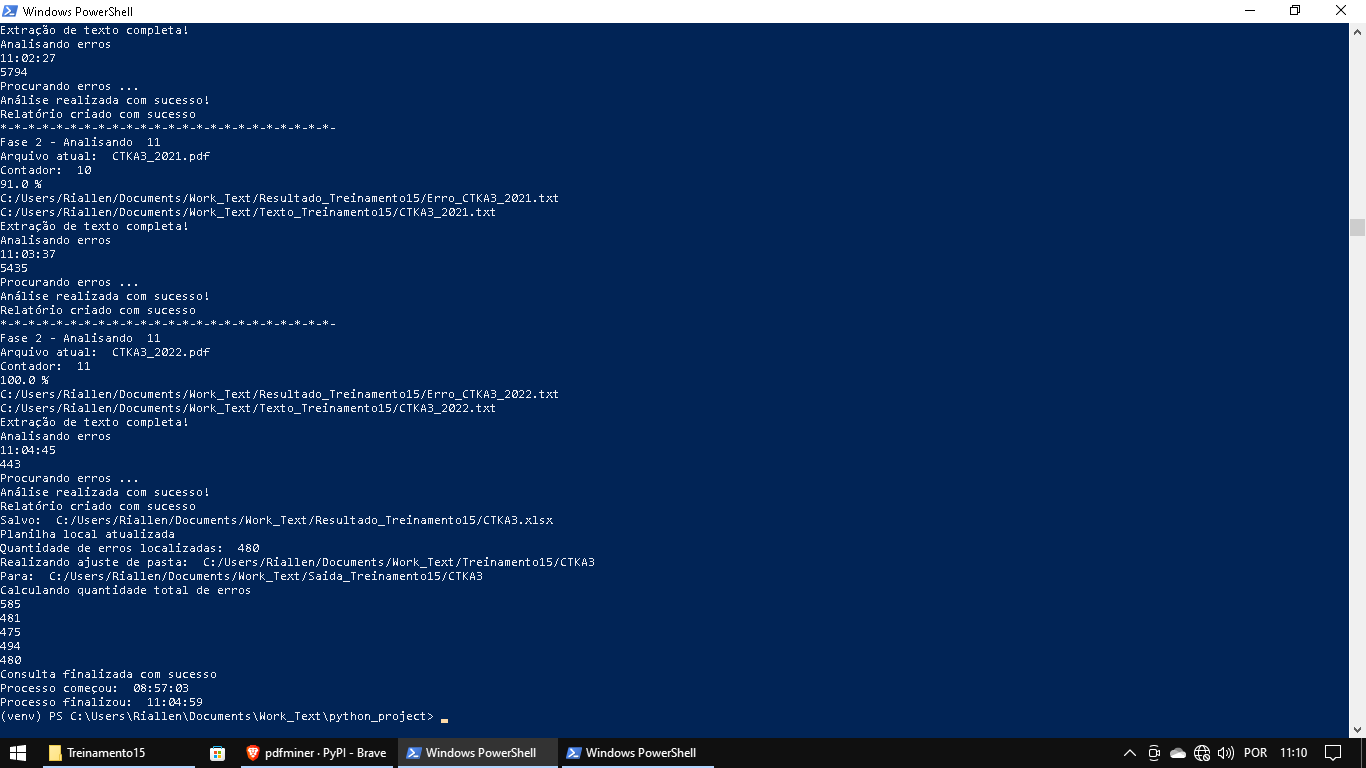 Windows PowerShell
Extração de texto completa!
Analisando erros
11:02:27
5794
Procurando erros ...
Análise realizada com sucesso!
Relatório criado com sucesso
*-*-*-*-*-*-*-*-*-*-*-*-*-*-*-*-*-*-*-*-*-*-*-*-
Fase 2 - Analisando  11
Arquivo atual:  CTKA3_2021.pdf
Contador:  10
91.0 %
C:/Users/Riallen/Documents/Work_Text/Resultado_Treinamento15/Erro_CTKA3_2021.txt
C:/Users/Riallen/Documents/Work_Text/Texto_Treinamento15/CTKA3_2021.txt
Extração de texto completa!
Analisando erros
11:03:37
5435
Procurando erros ...
Análise realizada com sucesso!
Relatório criado com sucesso
*-*-*-*-*-*-*-*-*-*-*-*-*-*-*-*-*-*-*-*-*-*-*-*-
Fase 2 - Analisando  11
Arquivo atual:  CTKA3_2022.pdf
Contador:  11
100.0 %
C:/Users/Riallen/Documents/Work_Text/Resultado_Treinamento15/Erro_CTKA3_2022.txt
C:/Users/Riallen/Documents/Work_Text/Texto_Treinamento15/CTKA3_2022.txt
Extração de texto completa!
Analisando erros
11:04:45
443
Procurando erros ...
Análise realizada com sucesso!
Relatório criado com sucesso
Salvo:  C:/Users/Riallen/Documents/Work_Text/Resultado_Treinamento15/CTKA3.xlsx
Planilha local atualizada
Quantidade de erros localizadas:  480
Realizando ajuste de pasta:  C:/Users/Riallen/Documents/Work_Text/Treinamento15/CTKA3
Para:  C:/Users/Riallen/Documents/Work_Text/Saida_Treinamento15/CTKA3
Calculando quantidade total de erros
585
481
475
494
480
Consulta finalizada com sucesso
Processo começou:  08:57:03
Processo finalizou:  11:04:59
(venv) PS C:\Users\Riallen\Documents\Work_Text\python_project>
Treinamento15
pdfminer · PyPI - Brave
Windows PowerShell
Windows PowerShell
POR
11:10